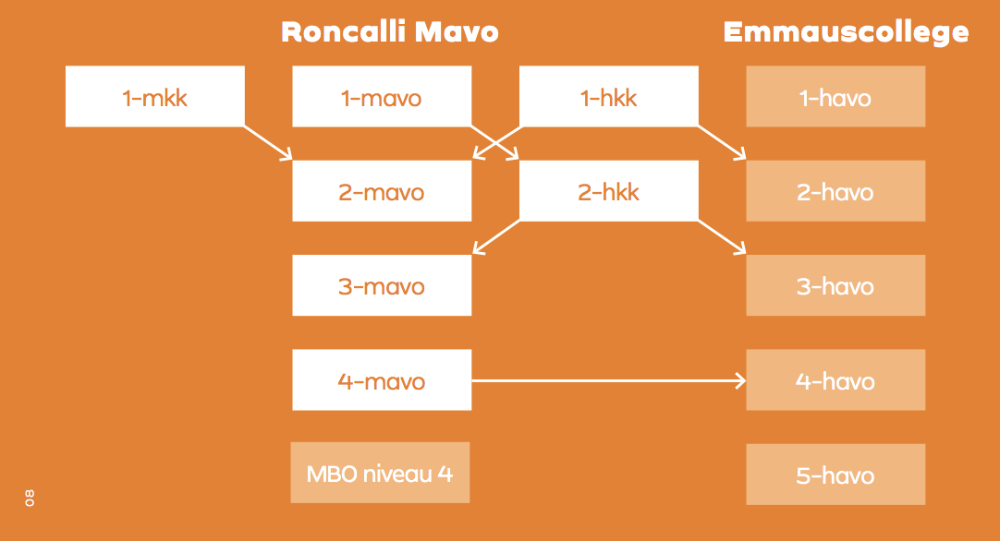 Roncalli Mavo
Emmauscollege
1-mkk
1-mavo
1-hkk
1-havo
2-mavo
2-hkk
2-havo
3-mavo
3-havo
4-mavo
4-havo
MBO niveau 4
5-havo
08